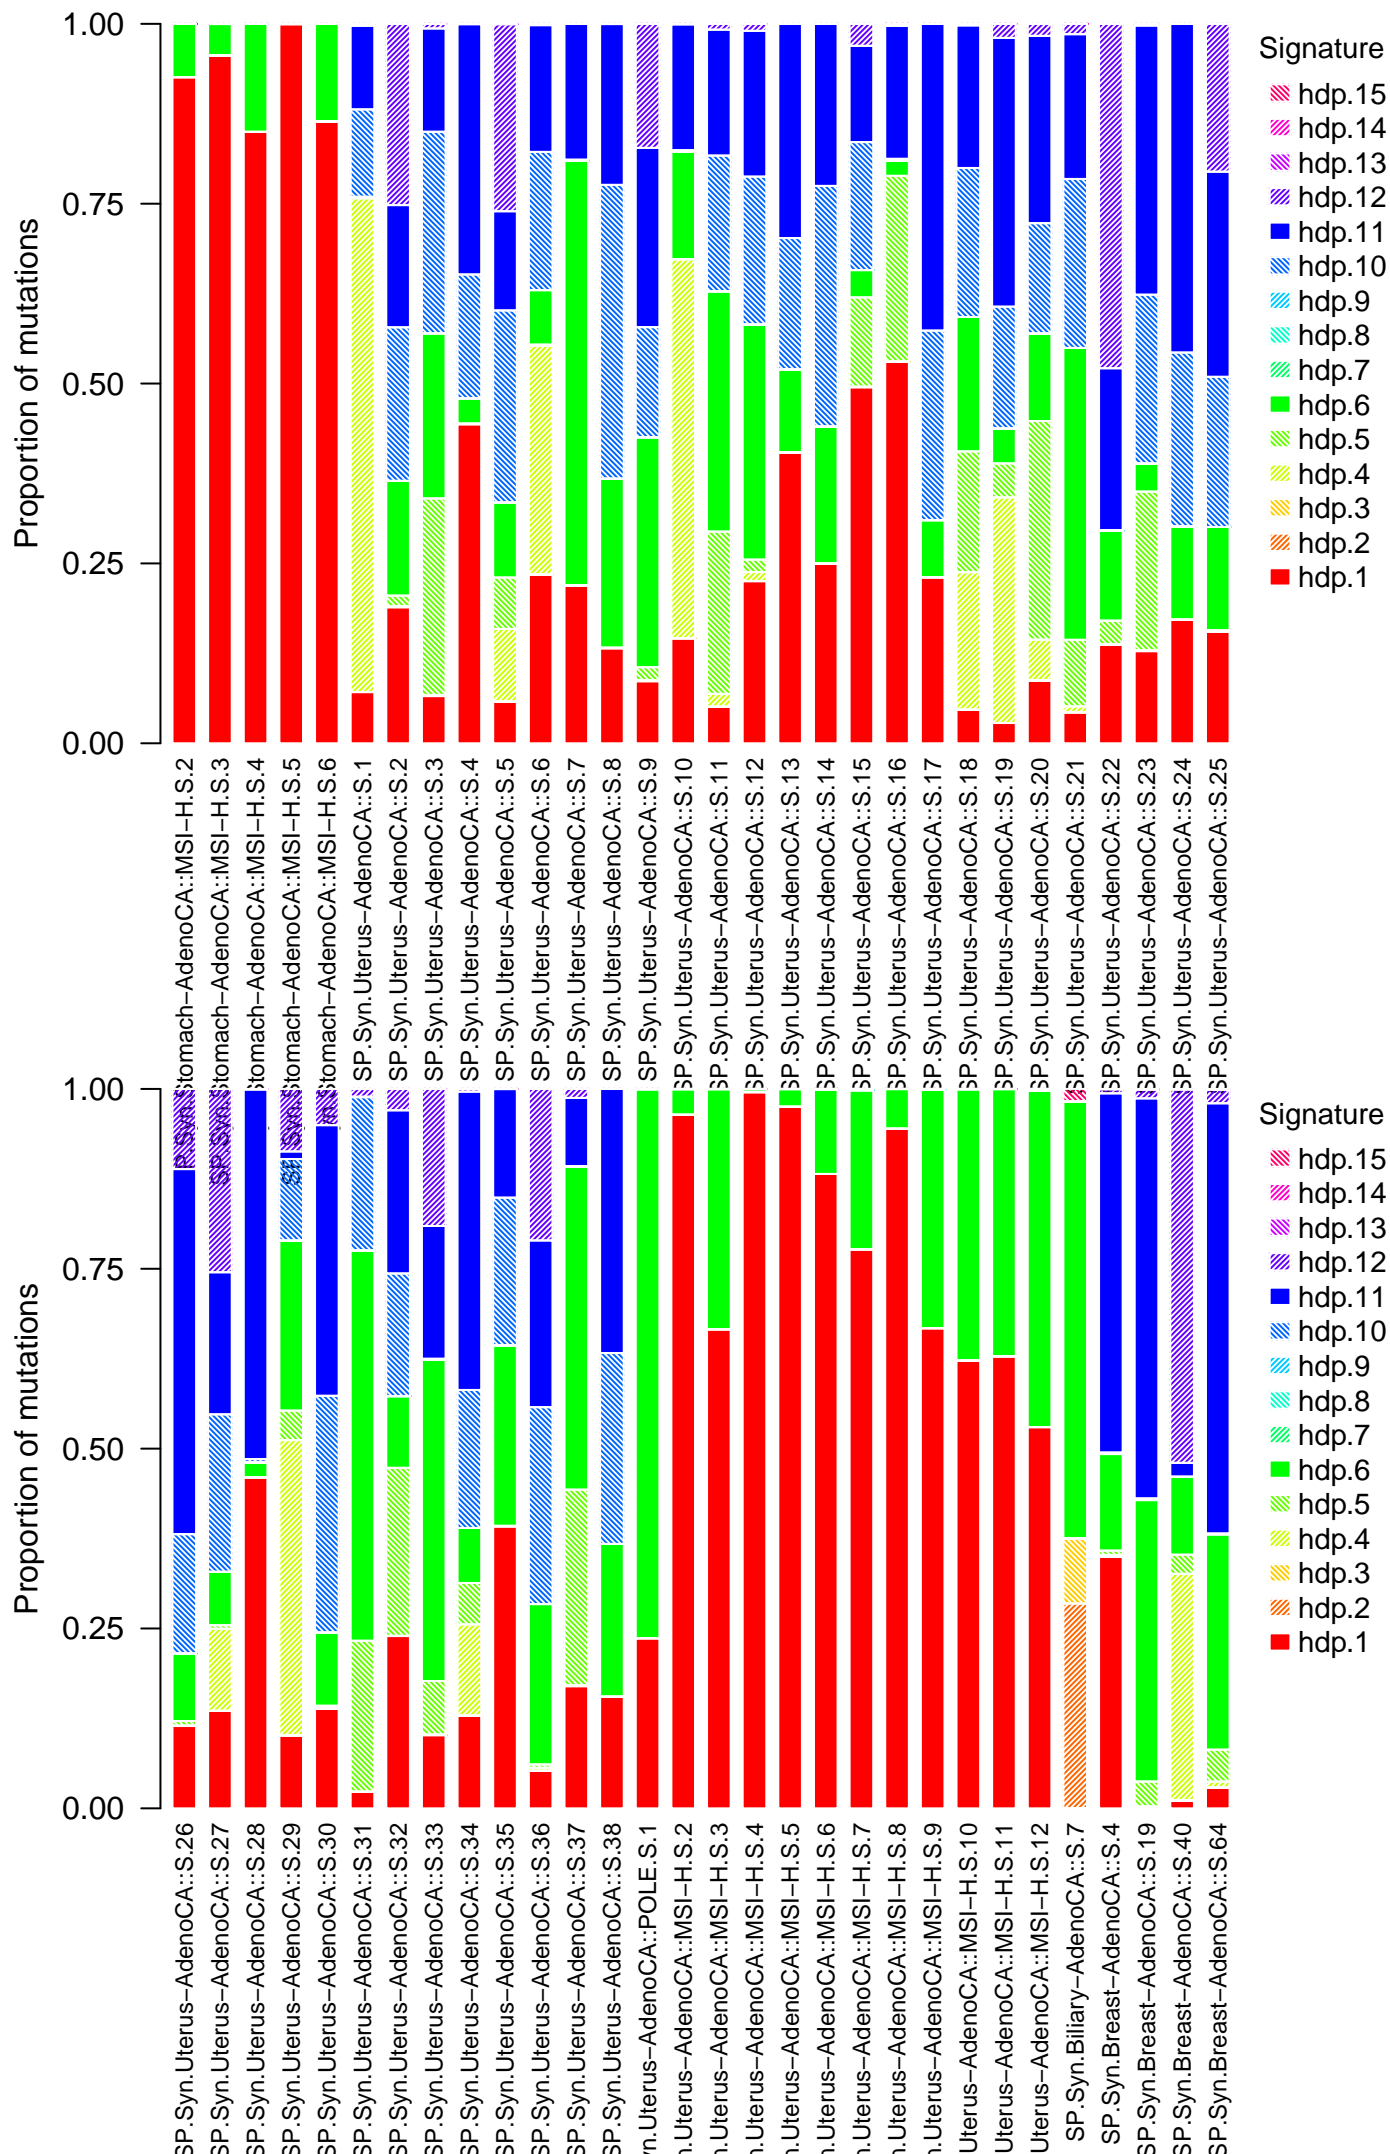 1.00
0.75
0.50
0.25
0.00
Proportion of mutations
Signature
hdp.15
hdp.14
hdp.13
hdp.12
hdp.11
hdp.10
hdp.9
hdp.8
hdp.7
hdp.6
hdp.5
hdp.4
hdp.3
hdp.2
hdp.1
P.Syn.Stomach−AdenoCA::MSI−H.S.2
SP.Syn.Stomach−AdenoCA::MSI−H.S.3
Stomach−AdenoCA::MSI−H.S.4
SP.Syn.Stomach−AdenoCA::MSI−H.S.5
n.Stomach−AdenoCA::MSI−H.S.6
SP.Syn.Uterus−AdenoCA::S.1
SP.Syn.Uterus−AdenoCA::S.2
SP.Syn.Uterus−AdenoCA::S.3
SP.Syn.Uterus−AdenoCA::S.4
SP.Syn.Uterus−AdenoCA::S.5
SP.Syn.Uterus−AdenoCA::S.6
SP.Syn.Uterus−AdenoCA::S.7
SP.Syn.Uterus−AdenoCA::S.8
SP.Syn.Uterus−AdenoCA::S.9
SP.Syn.Uterus−AdenoCA::S.10
SP.Syn.Uterus−AdenoCA::S.11
SP.Syn.Uterus−AdenoCA::S.12
SP.Syn.Uterus−AdenoCA::S.13
SP.Syn.Uterus−AdenoCA::S.14
SP.Syn.Uterus−AdenoCA::S.15
SP.Syn.Uterus−AdenoCA::S.16
SP.Syn.Uterus−AdenoCA::S.17
SP.Syn.Uterus−AdenoCA::S.18
SP.Syn.Uterus−AdenoCA::S.19
SP.Syn.Uterus−AdenoCA::S.20
SP.Syn.Uterus−AdenoCA::S.21
SP.Syn.Uterus−AdenoCA::S.22
SP.Syn.Uterus−AdenoCA::S.23
SP.Syn.Uterus−AdenoCA::S.24
SP.Syn.Uterus−AdenoCA::S.25
1.00
0.75
0.50
0.25
0.00
Proportion of mutations
Signature
hdp.15
hdp.14
hdp.13
hdp.12
hdp.11
hdp.10
hdp.9
hdp.8
hdp.7
hdp.6
hdp.5
hdp.4
hdp.3
hdp.2
hdp.1
SP.Syn.Uterus−AdenoCA::S.26
SP.Syn.Uterus−AdenoCA::S.27
SP.Syn.Uterus−AdenoCA::S.28
SP.Syn.Uterus−AdenoCA::S.29
SP.Syn.Uterus−AdenoCA::S.30
SP.Syn.Uterus−AdenoCA::S.31
SP.Syn.Uterus−AdenoCA::S.32
SP.Syn.Uterus−AdenoCA::S.33
SP.Syn.Uterus−AdenoCA::S.34
SP.Syn.Uterus−AdenoCA::S.35
SP.Syn.Uterus−AdenoCA::S.36
SP.Syn.Uterus−AdenoCA::S.37
SP.Syn.Uterus−AdenoCA::S.38
yn.Uterus−AdenoCA::POLE.S.1
n.Uterus−AdenoCA::MSI−H.S.2
n.Uterus−AdenoCA::MSI−H.S.3
n.Uterus−AdenoCA::MSI−H.S.4
n.Uterus−AdenoCA::MSI−H.S.5
n.Uterus−AdenoCA::MSI−H.S.6
n.Uterus−AdenoCA::MSI−H.S.7
n.Uterus−AdenoCA::MSI−H.S.8
n.Uterus−AdenoCA::MSI−H.S.9
Uterus−AdenoCA::MSI−H.S.10
Uterus−AdenoCA::MSI−H.S.11
Uterus−AdenoCA::MSI−H.S.12
SP.Syn.Biliary−AdenoCA::S.7
SP.Syn.Breast−AdenoCA::S.4
SP.Syn.Breast−AdenoCA::S.19
SP.Syn.Breast−AdenoCA::S.40
SP.Syn.Breast−AdenoCA::S.64